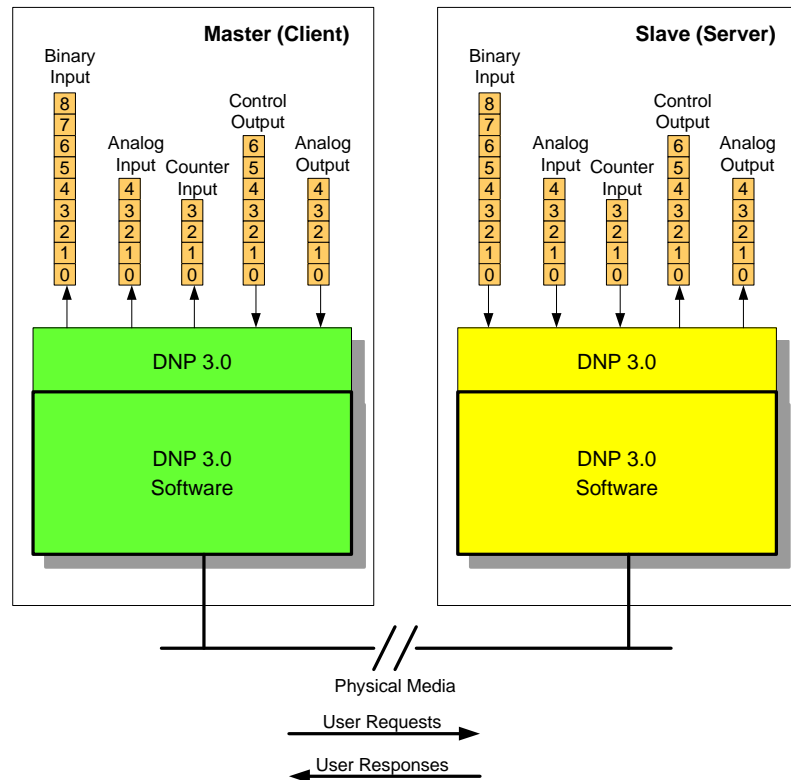 Master (Client)
Binary
Input
8
7
6
5
4
3
2
1
0
Analog
Input
4
3
2
1
0
Counter
Input
3
2
1
0
Control
Output
6
5
4
3
2
1
0
Analog
Output
4
3
2
1
0
DNP 3.0
DNP 3.0
Software
Slave (Server)
Binary
Input
8
7
6
5
4
3
2
1
0
Analog
Input
4
3
2
1
0
Counter
Input
3
2
1
0
Control
Output
6
5
4
3
2
1
0
Analog
Output
4
3
2
1
0
DNP 3.0
DNP 3.0
Software
Physical Media
User Requests
User Responses